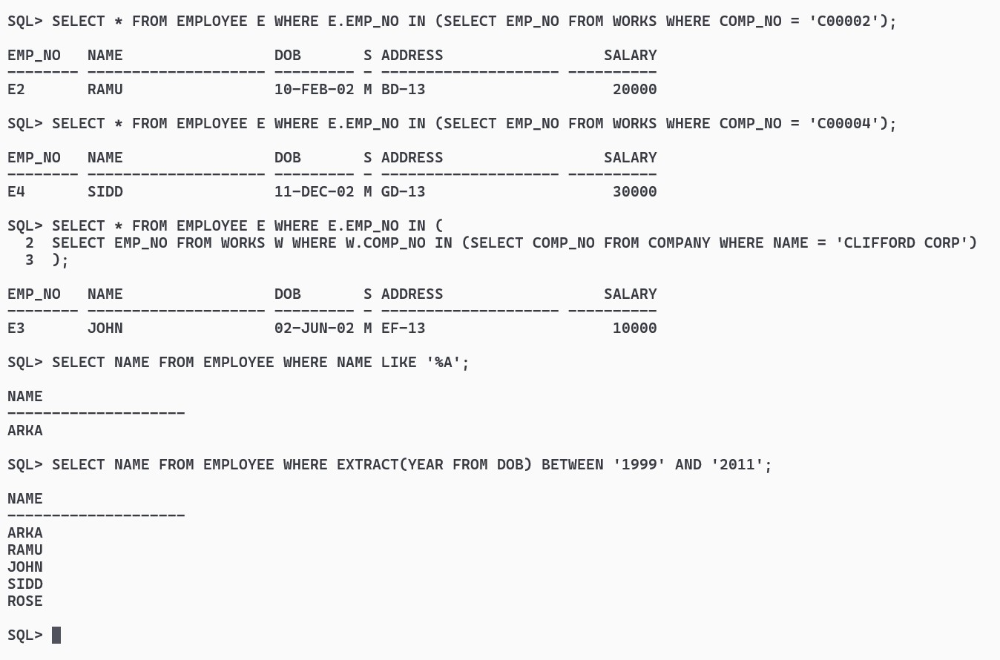 SQL> SELECT * FROM EMPLOYEE E WHERE E.EMP_NO IN (SELECT EMP_NO FROM WORKS WHERE COMP_NO = 'C00002');
EMP_NO   NAME                 DOB       S ADDRESS                  SALARY
-------- -------------------- --------- - -------------------- ----------
E2       RAMU                 10-FEB-02 M BD-13                     20000
SQL> SELECT * FROM EMPLOYEE E WHERE E.EMP_NO IN (SELECT EMP_NO FROM WORKS WHERE COMP_NO = 'C00004');
EMP_NO   NAME                 DOB       S ADDRESS                  SALARY
-------- -------------------- --------- - -------------------- ----------
E4       SIDD                 11-DEC-02 M GD-13                     30000
SQL> SELECT * FROM EMPLOYEE E WHERE E.EMP_NO IN (
  2  SELECT EMP_NO FROM WORKS W WHERE W.COMP_NO IN (SELECT COMP_NO FROM COMPANY WHERE NAME = 'CLIFFORD CORP')
  3  );
EMP_NO   NAME                 DOB       S ADDRESS                  SALARY
-------- -------------------- --------- - -------------------- ----------
E3       JOHN                 02-JUN-02 M EF-13                     10000
SQL> SELECT NAME FROM EMPLOYEE WHERE NAME LIKE '%A';
NAME
--------------------
ARKA
SQL> SELECT NAME FROM EMPLOYEE WHERE EXTRACT(YEAR FROM DOB) BETWEEN '1999' AND '2011';
NAME
--------------------
ARKA
RAMU
JOHN
SIDD
ROSE
SQL>